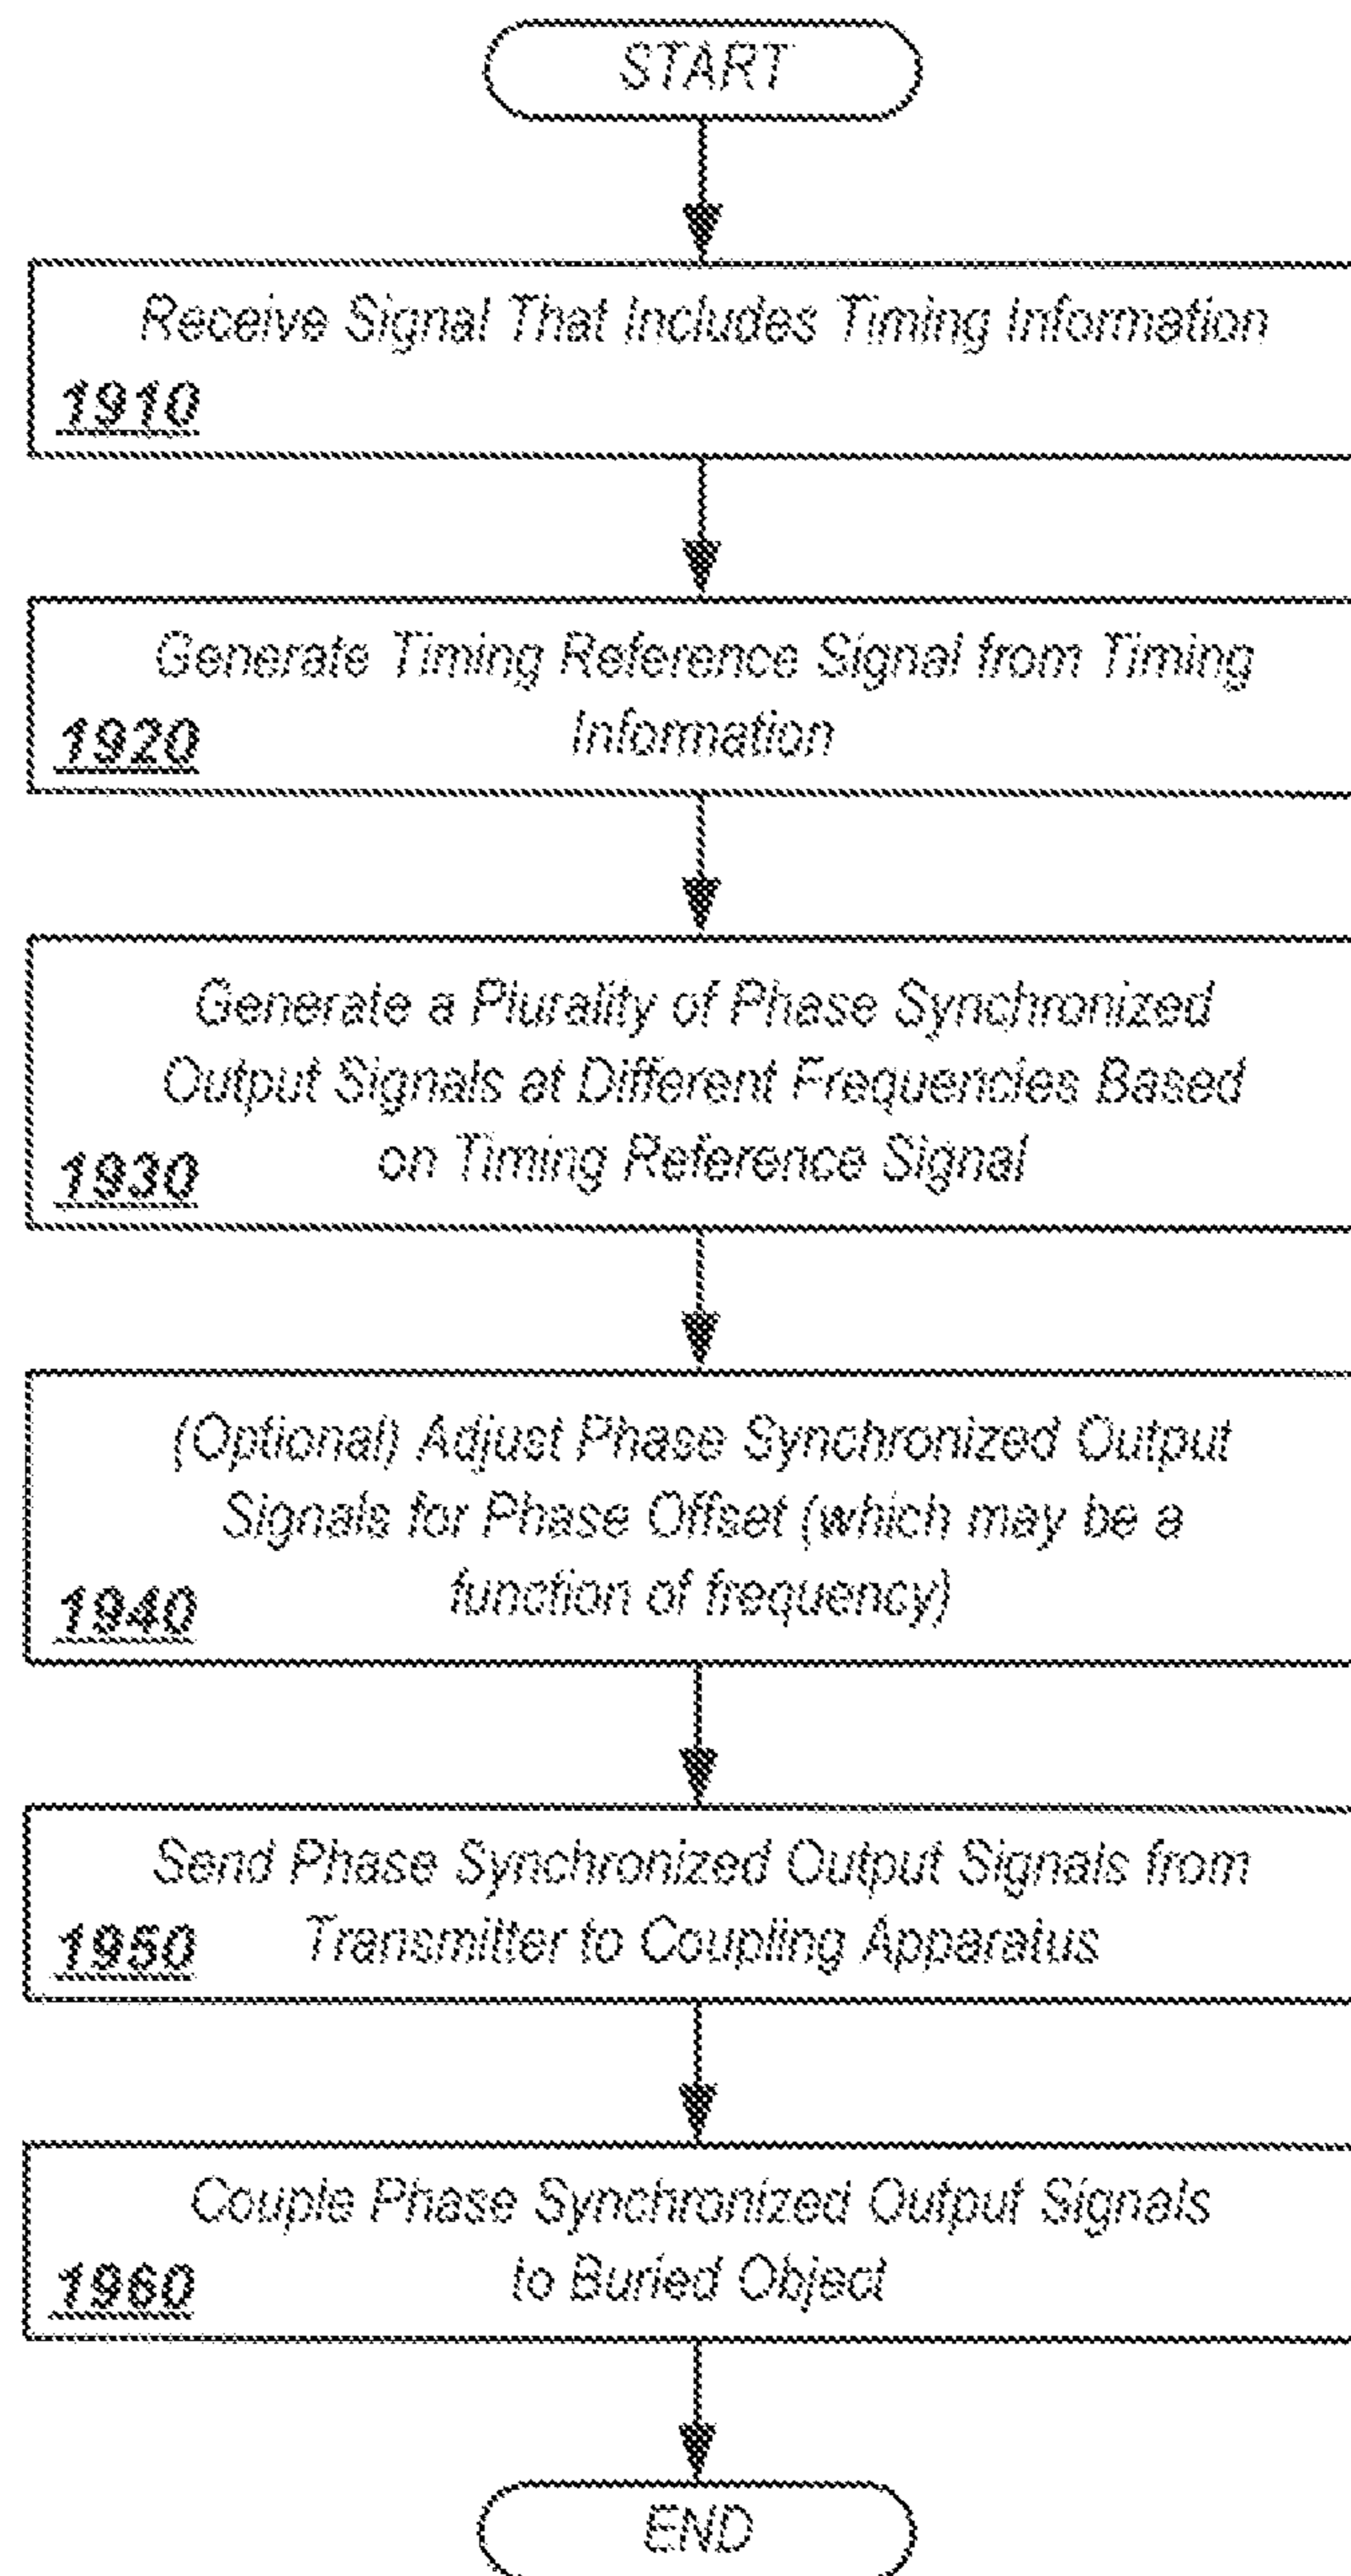 START
Receive Signal That Includes Timing Information
1910
Generate Timing Reference Signal from Timing
Information
1920
Generate a Plurality of Phase Synchronized
Output Signals at Different Frequencies Based
on Timing Reference Signal
1930
(Optional) Adjust Phase Synchronized Output
Signals for Phase Offset (which may be a
function of frequency)
1940
Send Phase Synchronized Output Signals from
Transmitter to Coupling Apparatus
1950
Couple Phase Synchronized Output Signals
to Buried Object
1960
END